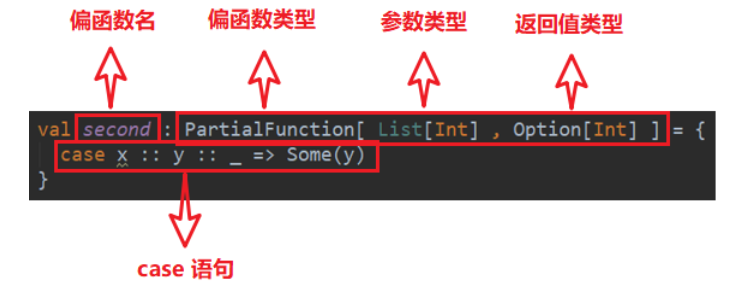 偏函数名 偏函数类型 参数类型 返回值类型
val second : PartialFunction[ List[Int] , Option[Int] ] = {
case x :: y :: _ => Some(y)
}
case 语句